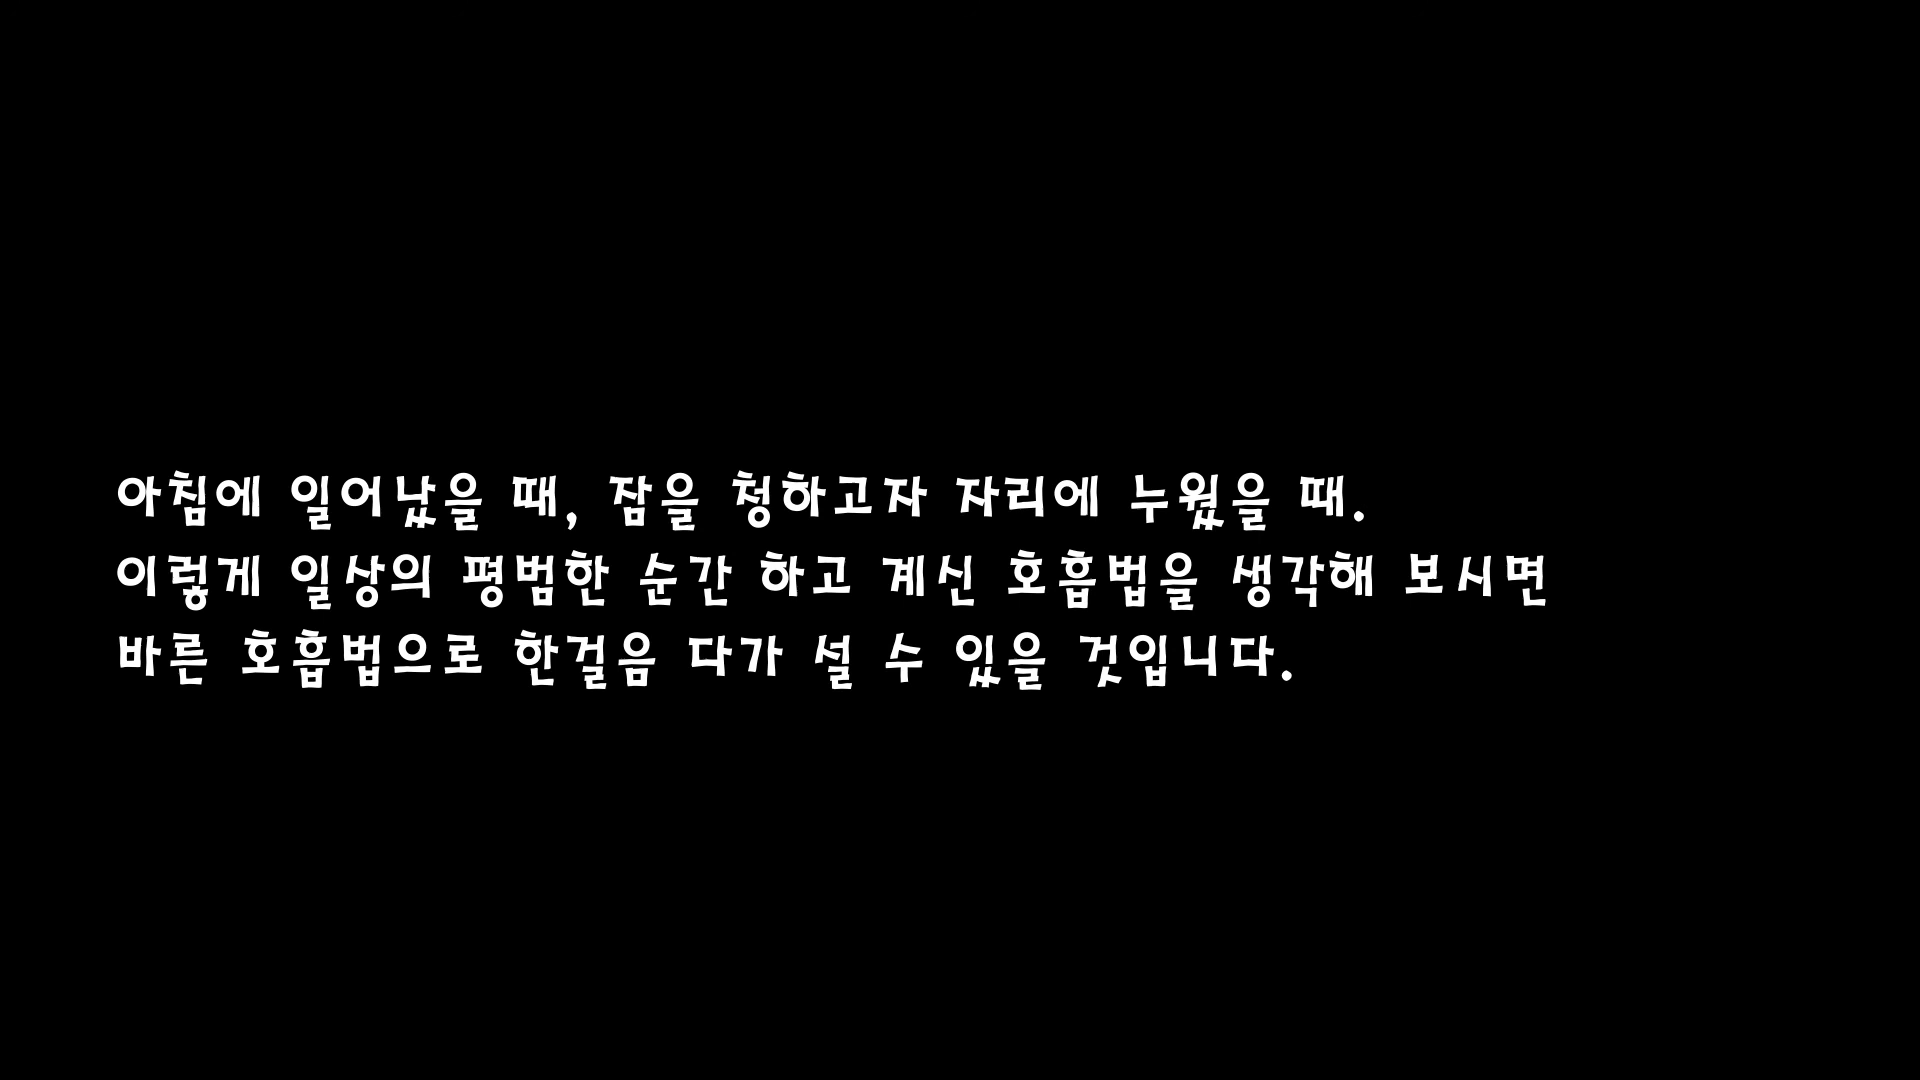 아침에 일어났을 때, 잠을 청하고자 자리에 누웠을 때.
이렇게 일상의 평범한 순간 하고 계신 호흡법을 생각해 보시면
바른 호흡법으로 한걸음 다가 설 수 있을 것입니다.